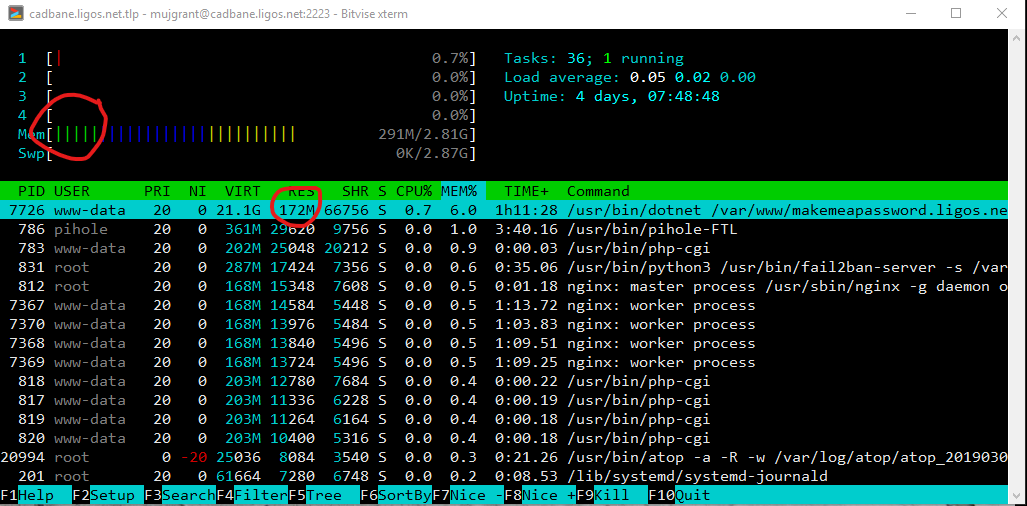 cadbane.ligos.net.tlp - mujgrant@cadbane.ligos.net:2223 - Bitvise xterm
1 [| 0.7%] Tasks: 36; 1 running
2 [ 0.0%] Load average: 0.05 0.02 0.00
3 [ 0.0%] Uptime: 4 days, 07:48:48
4 [ 0.0%]
Mem[||||||||||||||||||||||||||| 291M/2.81G]
Swp[ 0K/2.87G]
PID USER PRI NI VIRT RES SHR S CPU% MEM% TIME+ Command
7726 www-data 20 0 21.1G 172M 66756 S 0.7 6.0 1h11:28 /usr/bin/dotnet /var/www/makemeapassword.ligos.ne
786 pihole 20 0 361M 29620 9756 S 0.0 1.0 3:40.16 /usr/bin/pihole-FTL
783 www-data 20 0 202M 25048 20212 S 0.0 0.9 0:00.03 /usr/bin/php-cgi
831 root 20 0 287M 17424 7356 S 0.0 0.6 0:35.06 /usr/bin/python3 /usr/bin/fail2ban-server -s /var
812 root 20 0 168M 15348 7608 S 0.0 0.5 0:01.18 nginx: master process /usr/sbin/nginx -g daemon o
7367 www-data 20 0 168M 14584 5448 S 0.0 0.5 1:13.72 nginx: worker process
7370 www-data 20 0 168M 13976 5484 S 0.0 0.5 1:03.83 nginx: worker process
7368 www-data 20 0 168M 13840 5496 S 0.0 0.5 1:09.51 nginx: worker process
7369 www-data 20 0 168M 13724 5496 S 0.0 0.5 1:09.25 nginx: worker process
818 www-data 20 0 203M 12780 7684 S 0.0 0.4 0:00.22 /usr/bin/php-cgi
817 www-data 20 0 203M 11336 6228 S 0.0 0.4 0:00.19 /usr/bin/php-cgi
819 www-data 20 0 203M 11264 6164 S 0.0 0.4 0:00.18 /usr/bin/php-cgi
820 www-data 20 0 203M 10400 5316 S 0.0 0.4 0:00.18 /usr/bin/php-cgi
20994 root 0 -20 25036 8084 3540 S 0.0 0.3 0:21.26 /usr/bin/atop -a -R -w /var/log/atop/atop_2019030
201 root 20 0 61664 7280 6748 S 0.0 0.2 0:08.53 /lib/systemd/systemd-journald
F1Help F2Setup F3SearchF4FilterF5Tree F6SortByF7Nice -F8Nice +F9Kill F10Quit